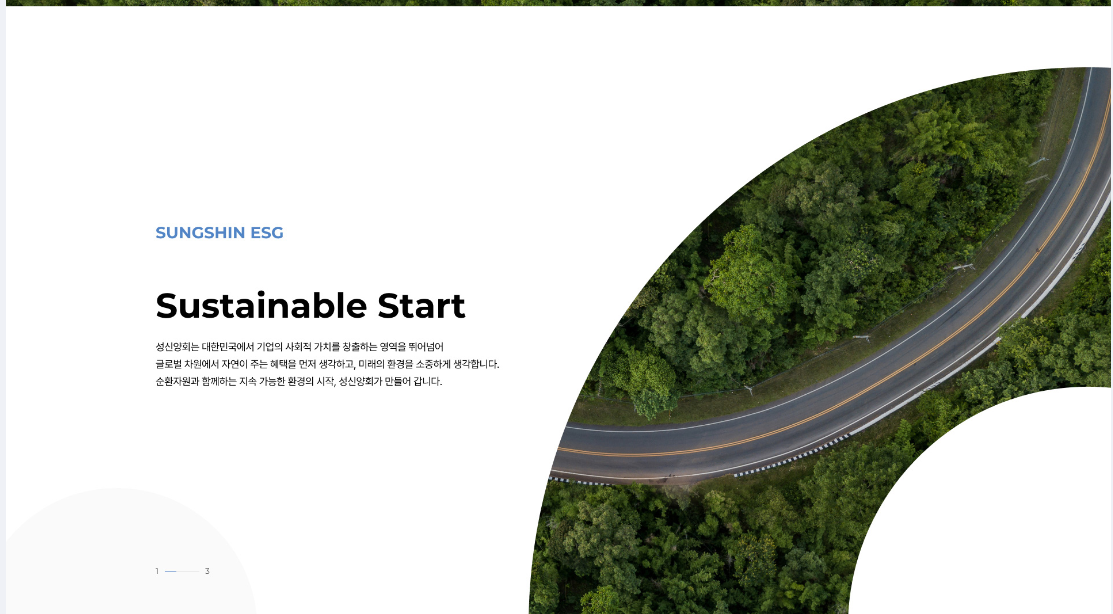 SUNGSHIN ESG
Sustainable Start
성신양회는 대한민국에서 기업의 사회적 가치를 창출하는 영역을 뛰어넘어
글로벌 차원에서 자연이 주는 혜택을 먼저 생각하고, 미래의 환경을 소중하게 생각합니다.
순환자원과 함께하는 지속 가능한 환경의 시작, 성신양회가 만들어 갑니다.
1 3